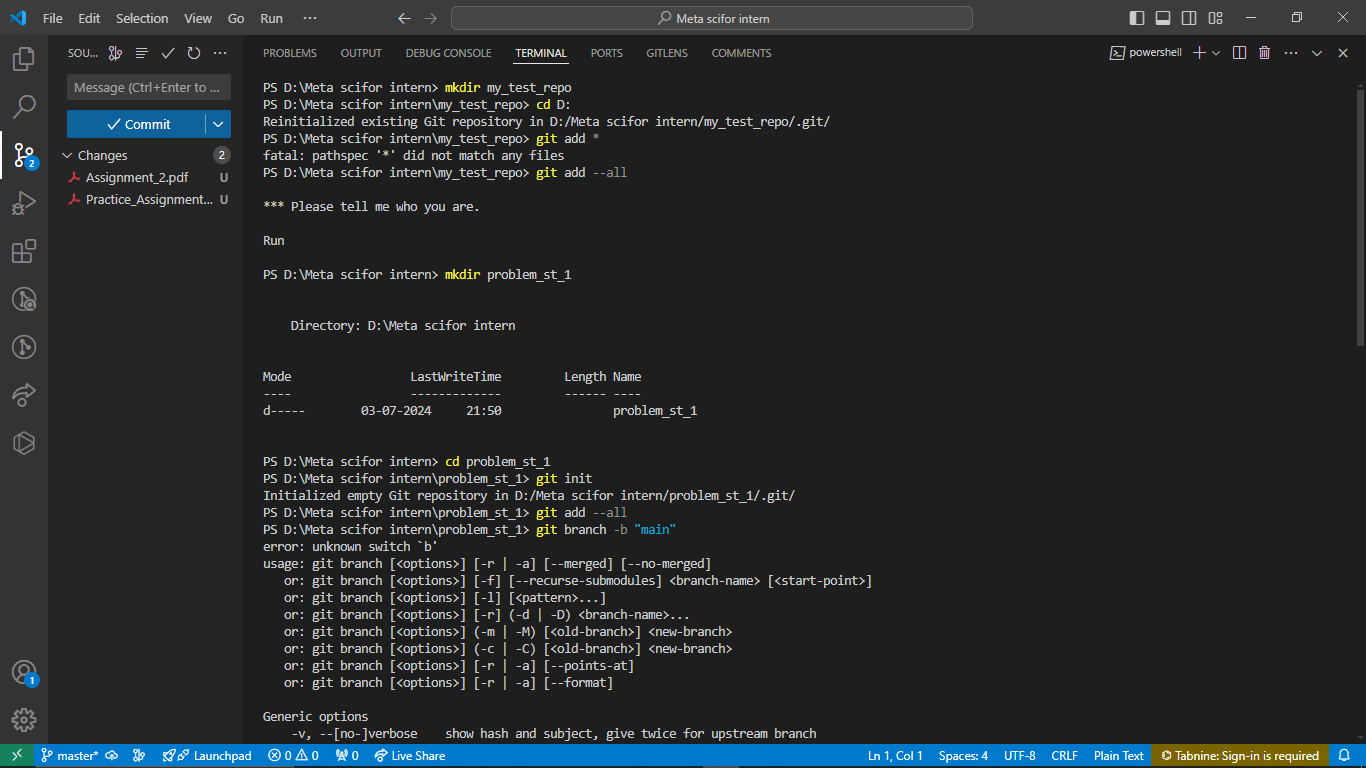 File Edit Selection View Go Run ··· Meta scifor intern
SOU... ···
Message (Ctrl+Enter to ...
Commit
Changes 2
Assignment_2.pdf U
Practice_Assignment... U
2
1
PROBLEMS OUTPUT DEBUG CONSOLE TERMINAL PORTS GITLENS COMMENTS powershell ···
PS D:\Meta scifor intern> mkdir my_test_repo
PS D:\Meta scifor intern\my_test_repo> cd D:
Reinitialized existing Git repository in D:/Meta scifor intern/my_test_repo/.git/
PS D:\Meta scifor intern\my_test_repo> git add *
fatal: pathspec '*' did not match any files
PS D:\Meta scifor intern\my_test_repo> git add --all
*** Please tell me who you are.
Run
PS D:\Meta scifor intern> mkdir problem_st_1
Directory: D:\Meta scifor intern
Mode LastWriteTime Length Name
---- ------------- ------ ----
d----- 03-07-2024 21:50 problem_st_1
PS D:\Meta scifor intern> cd problem_st_1
PS D:\Meta scifor intern\problem_st_1> git init
Initialized empty Git repository in D:/Meta scifor intern/problem_st_1/.git/
PS D:\Meta scifor intern\problem_st_1> git add --all
PS D:\Meta scifor intern\problem_st_1> git branch -b "main"
error: unknown switch `b'
usage: git branch [<options>] [-r | -a] [--merged] [--no-merged]
or: git branch [<options>] [-f] [--recurse-submodules] <branch-name> [<start-point>]
or: git branch [<options>] [-l] [<pattern>...]
or: git branch [<options>] [-r] (-d | -D) <branch-name>...
or: git branch [<options>] (-m | -M) [<old-branch>] <new-branch>
or: git branch [<options>] (-c | -C) [<old-branch>] <new-branch>
or: git branch [<options>] [-r | -a] [--points-at]
or: git branch [<options>] [-r | -a] [--format]
Generic options
-v, --[no-]verbose show hash and subject, give twice for upstream branch
master* Launchpad 0 0 0 Live Share Ln 1, Col 1 Spaces: 4 UTF-8 CRLF Plain Text Tabnine: Sign-in is required